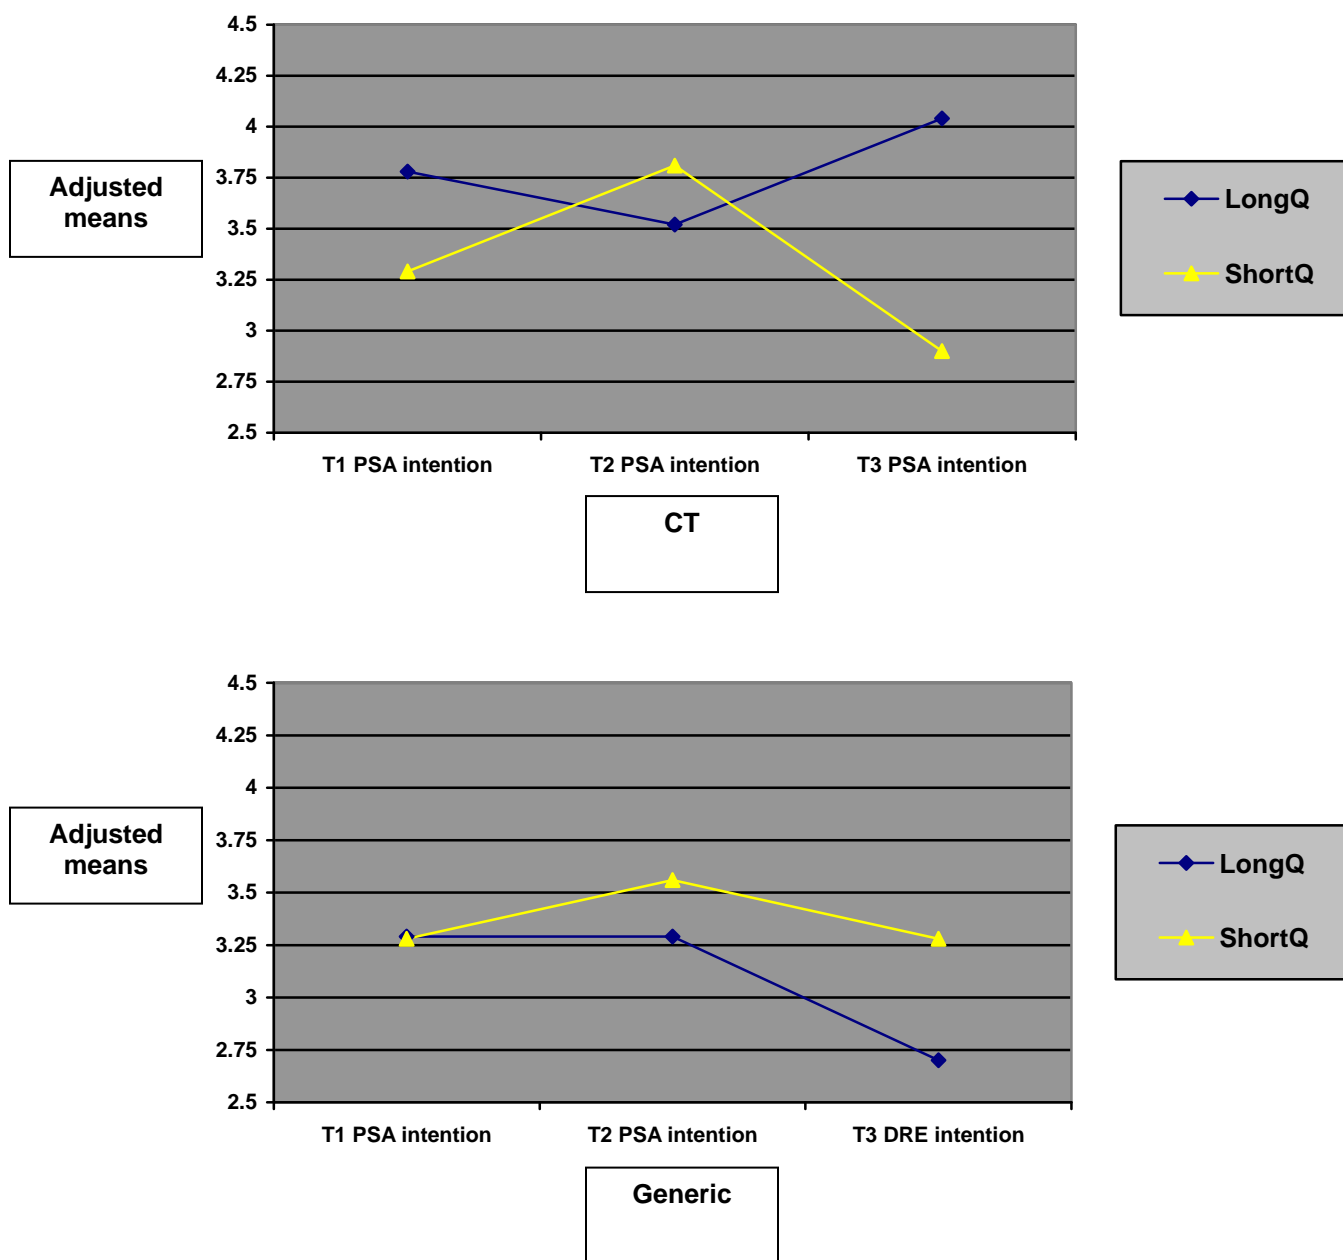 4.5
4.25
4
3.75
3.5
3.25
3
2.75
2.5
Adjusted
means
T1 PSA intention T2 PSA intention T3 PSA intention
CT
LongQ
ShortQ
4.5
4.25
4
3.75
3.5
3.25
3
2.75
2.5
Adjusted
means
T1 PSA intention T2 PSA intention T3 DRE intention
Generic
LongQ
ShortQ